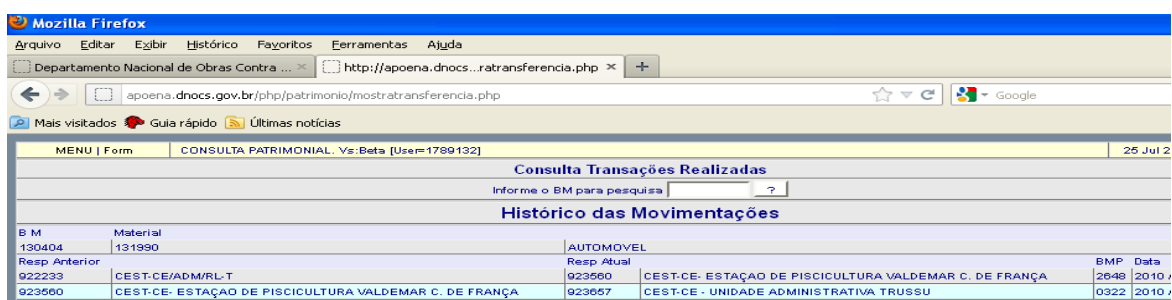 Mozilla Firefox
Arquivo Editar Exibir Histórico Favoritos Ferramentas Ajuda
Departamento Nacional de Obras Contra ... × http://apoena.dnocs...ratransferencia.php × +
apoena.dnocs.gov.br/php/patrimonio/mostratransferencia.php Google
Mais visitados Guia rápido Últimas notícias
MENU | Form CONSULTA PATRIMONIAL. Vs:Beta [User=1789132] 25 Jul 2
Consulta Transações Realizadas
Informe o BM para pesquisa ?
Histórico das Movimentações
B M Material
130404 131990 AUTOMOVEL
Resp Anterior Resp Atual BMP Data
922233 CEST-CE/ADM/RL-T 923560 CEST-CE- ESTAÇAO DE PISCICULTURA VALDEMAR C. DE FRANÇA 2648 2010
923560 CEST-CE- ESTAÇAO DE PISCICULTURA VALDEMAR C. DE FRANÇA 923657 CEST-CE - UNIDADE ADMINISTRATIVA TRUSSU 0322 2010